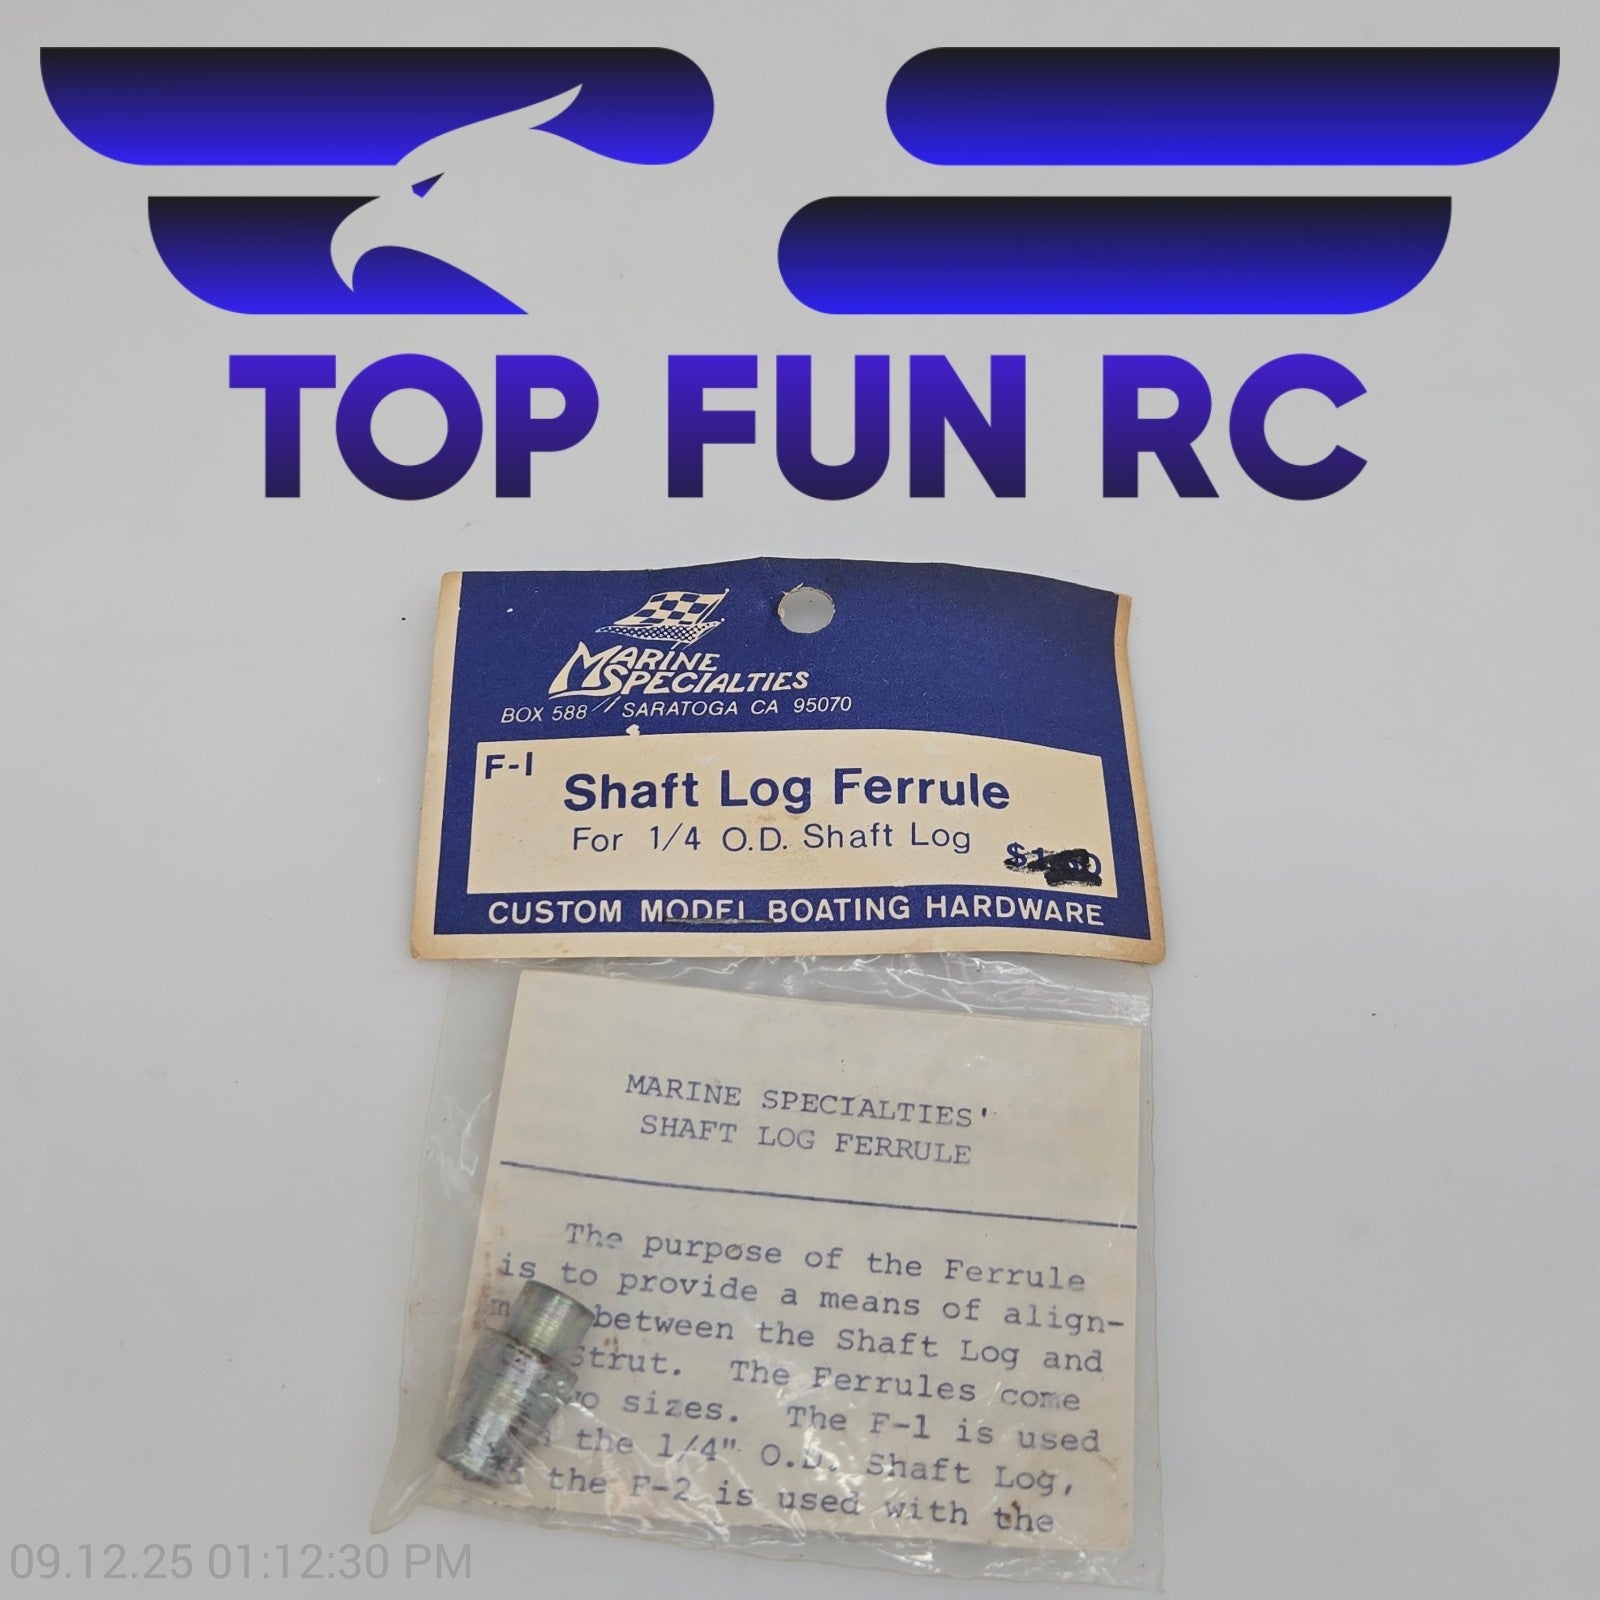 TOP FUN RC
MARINE
SPECIALTIES
BOX 588 // SARATOGA CA 95070
F-1
Shaft Log Ferrule
For 1/4 O.D. Shaft Log
CUSTOM MODEL BOATING HARDWARE
MARINE SPECIALTIES'
SHAFT LOG FERRULE
The purpose of the Ferrule
is to provide a means of align-
between the Shaft Log and
Strut. The Ferrules come
sizes. The F-1 is used
the 1/4" O.D. Shaft Log,
the F-2 is used with the
09.12.25 01:12:30 PM